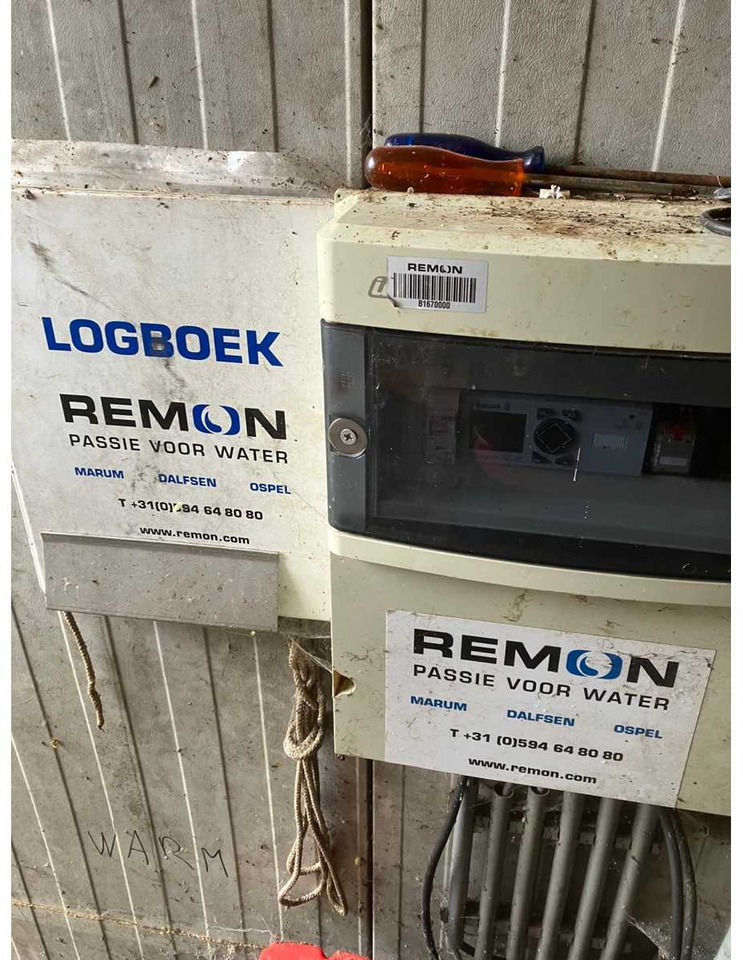 LOGBOEK
REMON
PASSIE VOOR WATER
MARUM DALFSEN OSPEL
T +31(0)594 64 80 80
www.remon.com
REMON
B1670000
REMON
PASSIE VOOR WATER
MARUM DALFSEN OSPEL
T +31 (0)594 64 80 80
www.remon.com
WARM